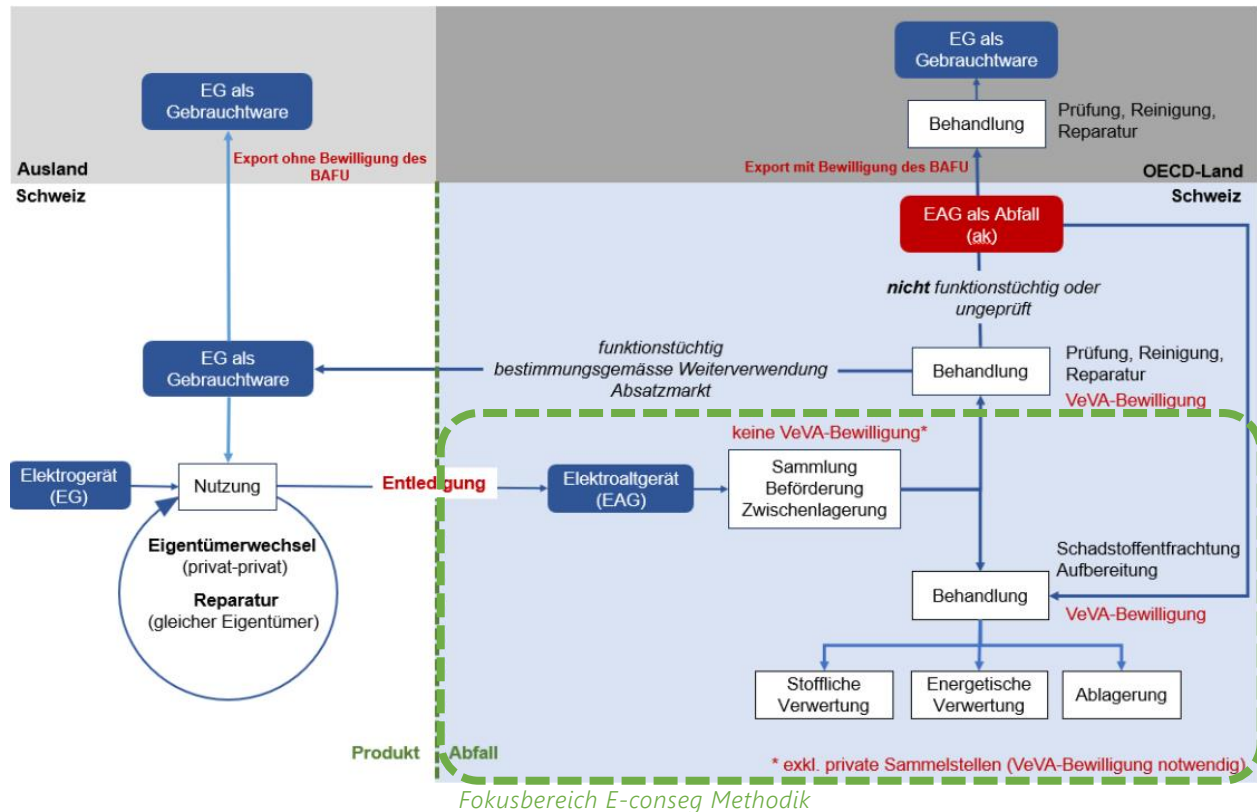 EG als
Gebrauchtware
EG als
Gebrauchtware
Behandlung
Prüfung, Reinigung,
Reparatur
Export ohne Bewilligung des
BAFU
Export mit Bewilligung des BAFU
Ausland
OECD-Land
Schweiz
Schweiz
EAG als Abfall
(ak)
nicht funktionstüchtig oder
ungeprüft
EG als
Gebrauchtware
funktionstüchtig
bestimmungsgemässe Weiterverwendung
Absatzmarkt
Behandlung
Prüfung, Reinigung,
Reparatur
VeVA-Bewilligung
keine VeVA-Bewilligung*
Elektrogerät
(EG)
Nutzung
Entledigung
Elektroaltgerät
(EAG)
Sammlung
Beförderung
Zwischenlagerung
Eigentümerwechsel
(privat-privat)
Reparatur
(gleicher Eigentümer)
Schadstoffentfrachtung
Aufbereitung
Behandlung
VeVA-Bewilligung
Stoffliche
Verwertung
Energetische
Verwertung
Ablagerung
Produkt
Abfall
* exkl. private Sammelstellen (VeVA-Bewilligung notwendig)
Fokusbereich E-conseq Methodik